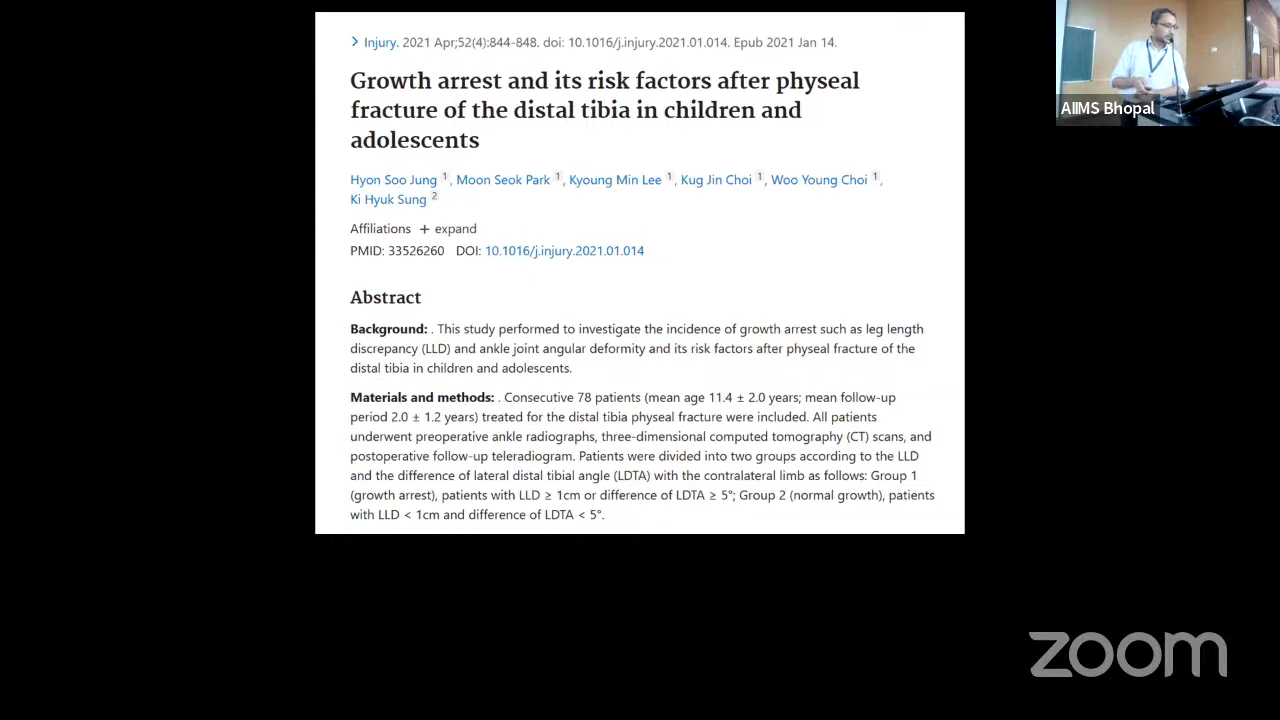 > Injury. 2021 Apr;52(4):844-848. doi: 10.1016/j.injury.2021.01.014. Epub 2021 Jan 14.
Growth arrest and its risk factors after physeal
fracture of the distal tibia in children and
adolescents
Hyon Soo Jung 1, Moon Seok Park 1, Kyoung Min Lee 1, Kug Jin Choi 1, Woo Young Choi 1,
Ki Hyuk Sung 2
Affiliations + expand
PMID: 33526260 DOI: 10.1016/j.injury.2021.01.014
Abstract
Background: . This study performed to investigate the incidence of growth arrest such as leg length
discrepancy (LLD) and ankle joint angular deformity and its risk factors after physeal fracture of the
distal tibia in children and adolescents.
Materials and methods: . Consecutive 78 patients (mean age 11.4 ± 2.0 years; mean follow-up
period 2.0 ± 1.2 years) treated for the distal tibia physeal fracture were included. All patients
underwent preoperative ankle radiographs, three-dimensional computed tomography (CT) scans, and
postoperative follow-up teleradiogram. Patients were divided into two groups according to the LLD
and the difference of lateral distal tibial angle (LDTA) with the contralateral limb as follows: Group 1
(growth arrest), patients with LLD ≥ 1cm or difference of LDTA ≥ 5°; Group 2 (normal growth), patients
with LLD < 1cm and difference of LDTA < 5°.
AIIMS Bhopal
zoom